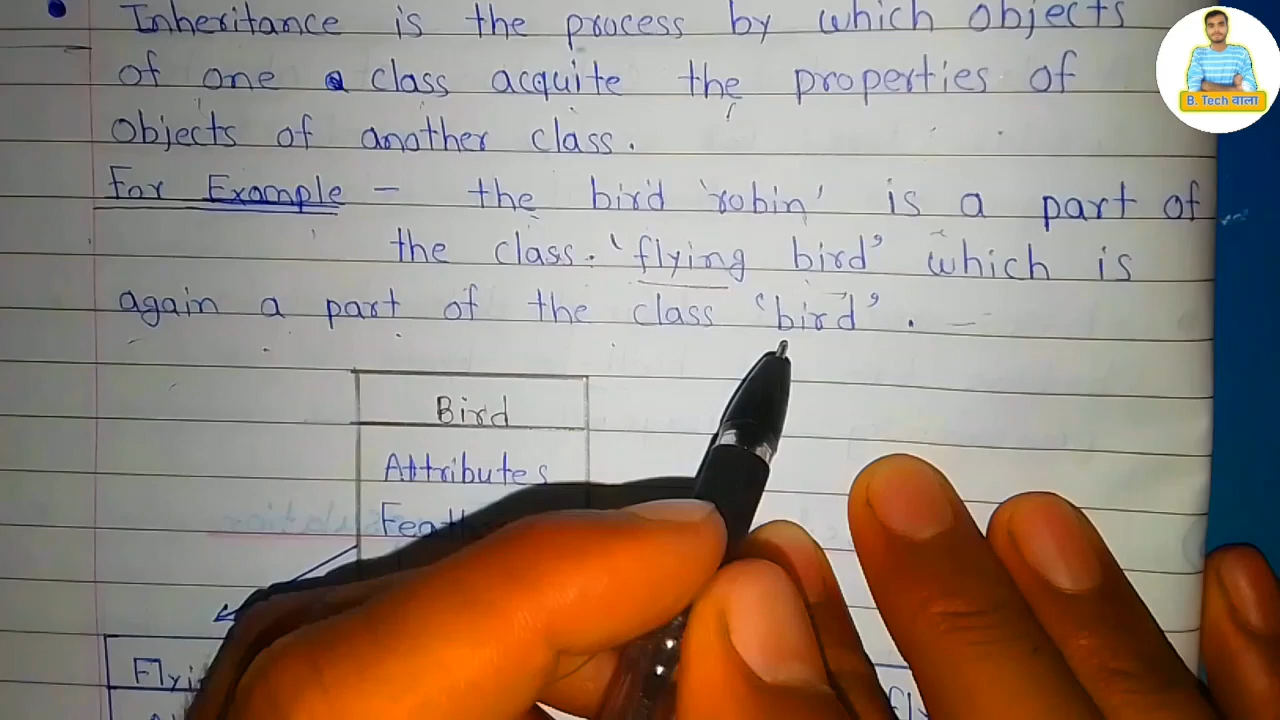 Inheritance is the process by which objects
of one class acquite the properties of
objects of another class.
For Example - the bird 'robin' is a part of
the class. 'flying bird' which is
again a part of the class 'bird'. -
Bird
Attributes
B. Tech वाला